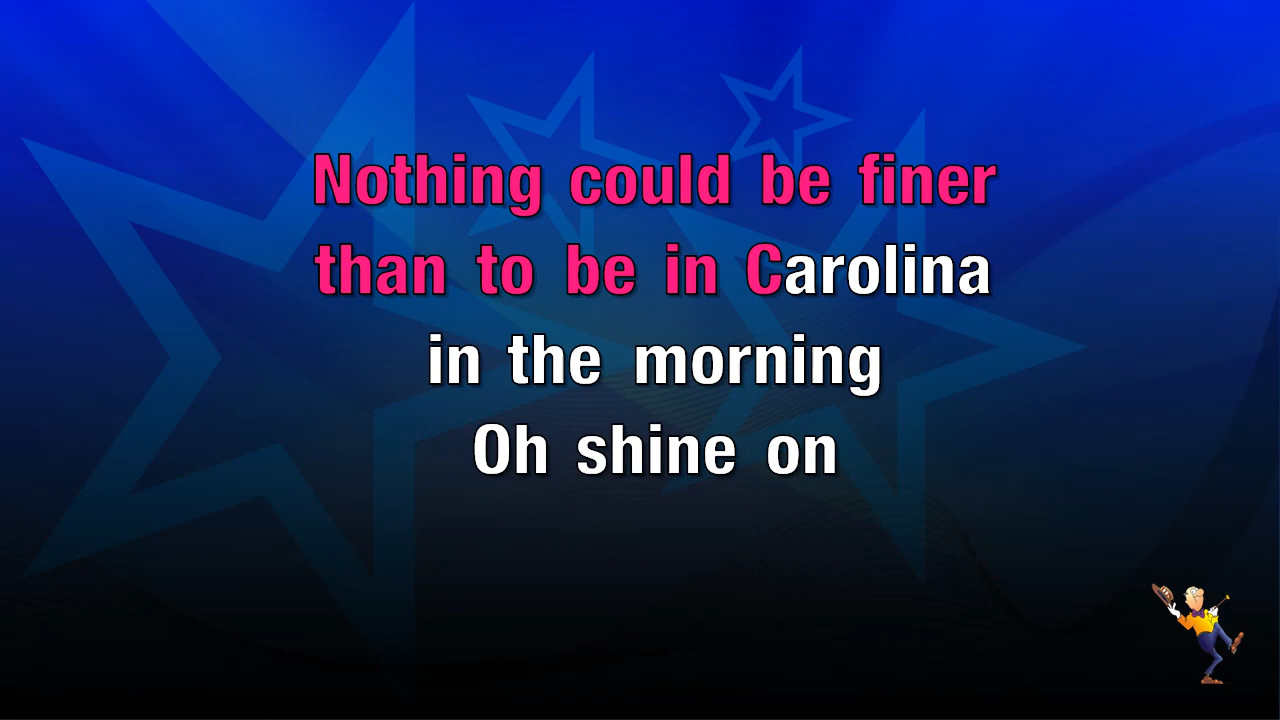 Nothing could be finer
than to be in Carolina
in the morning
Oh shine on